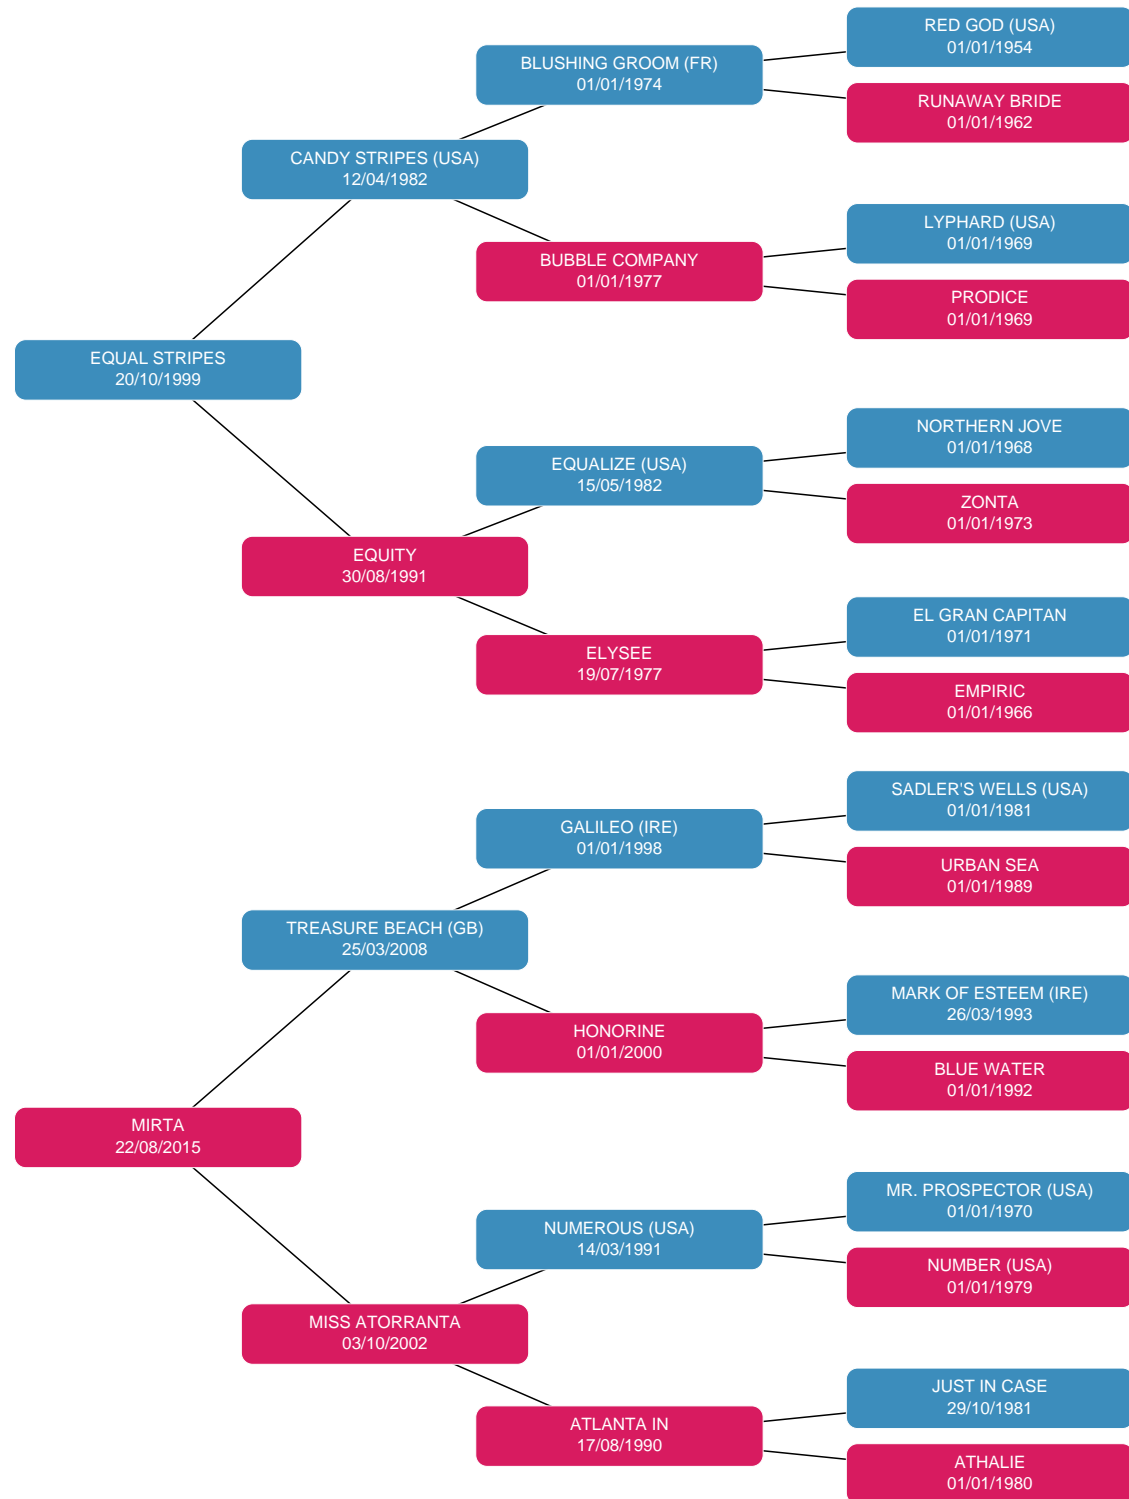 RED GOD (USA)
01/01/1954
BLUSHING GROOM (FR)
01/01/1974
RUNAWAY BRIDE
01/01/1962
CANDY STRIPES (USA)
12/04/1982
LYPHARD (USA)
01/01/1969
BUBBLE COMPANY
01/01/1977
PRODICE
01/01/1969
EQUAL STRIPES
20/10/1999
NORTHERN JOVE
01/01/1968
EQUALIZE (USA)
15/05/1982
ZONTA
01/01/1973
EQUITY
30/08/1991
EL GRAN CAPITAN
01/01/1971
ELYSEE
19/07/1977
EMPIRIC
01/01/1966
SADLER'S WELLS (USA)
01/01/1981
GALILEO (IRE)
01/01/1998
URBAN SEA
01/01/1989
TREASURE BEACH (GB)
25/03/2008
MARK OF ESTEEM (IRE)
26/03/1993
HONORINE
01/01/2000
BLUE WATER
01/01/1992
MIRTA
22/08/2015
MR. PROSPECTOR (USA)
01/01/1970
NUMEROUS (USA)
14/03/1991
NUMBER (USA)
01/01/1979
MISS ATORRANTA
03/10/2002
JUST IN CASE
29/10/1981
ATLANTA IN
17/08/1990
ATHALIE
01/01/1980